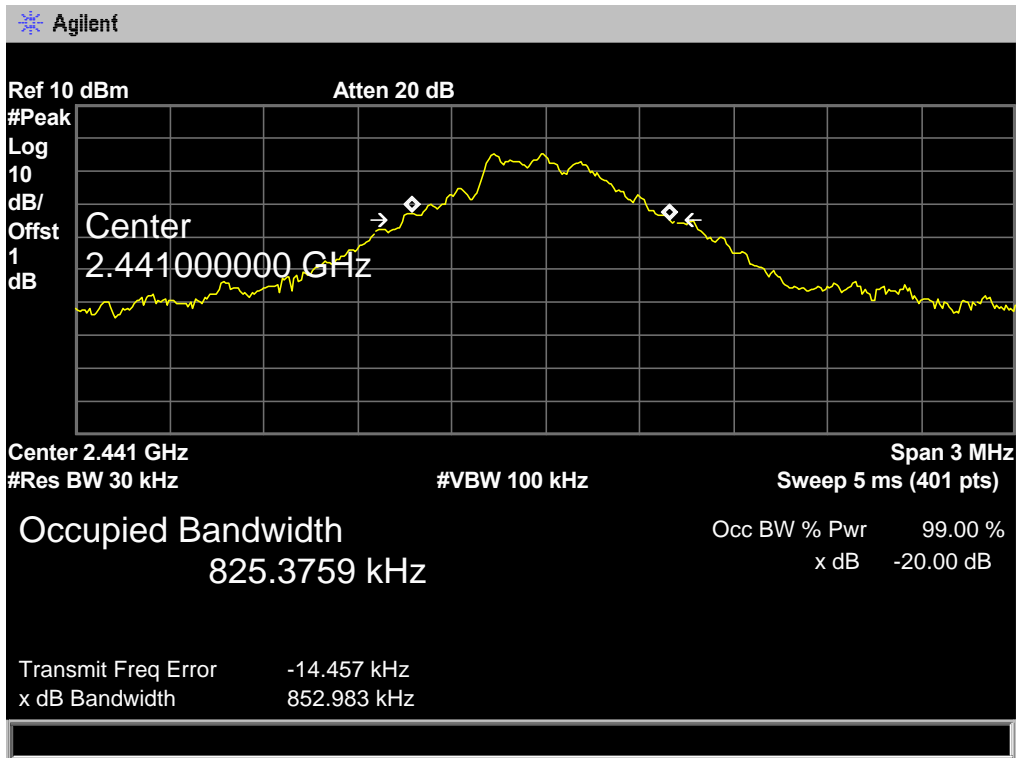 Agilent
Ref 10 dBm Atten 20 dB
#Peak
Log
10
dB/
Offst
1
dB
Center
2.441000000 GHz
Center 2.441 GHz Span 3 MHz
#Res BW 30 kHz #VBW 100 kHz Sweep 5 ms (401 pts)
Occupied Bandwidth Occ BW % Pwr 99.00 %
825.3759 kHz x dB -20.00 dB
Transmit Freq Error -14.457 kHz
x dB Bandwidth 852.983 kHz